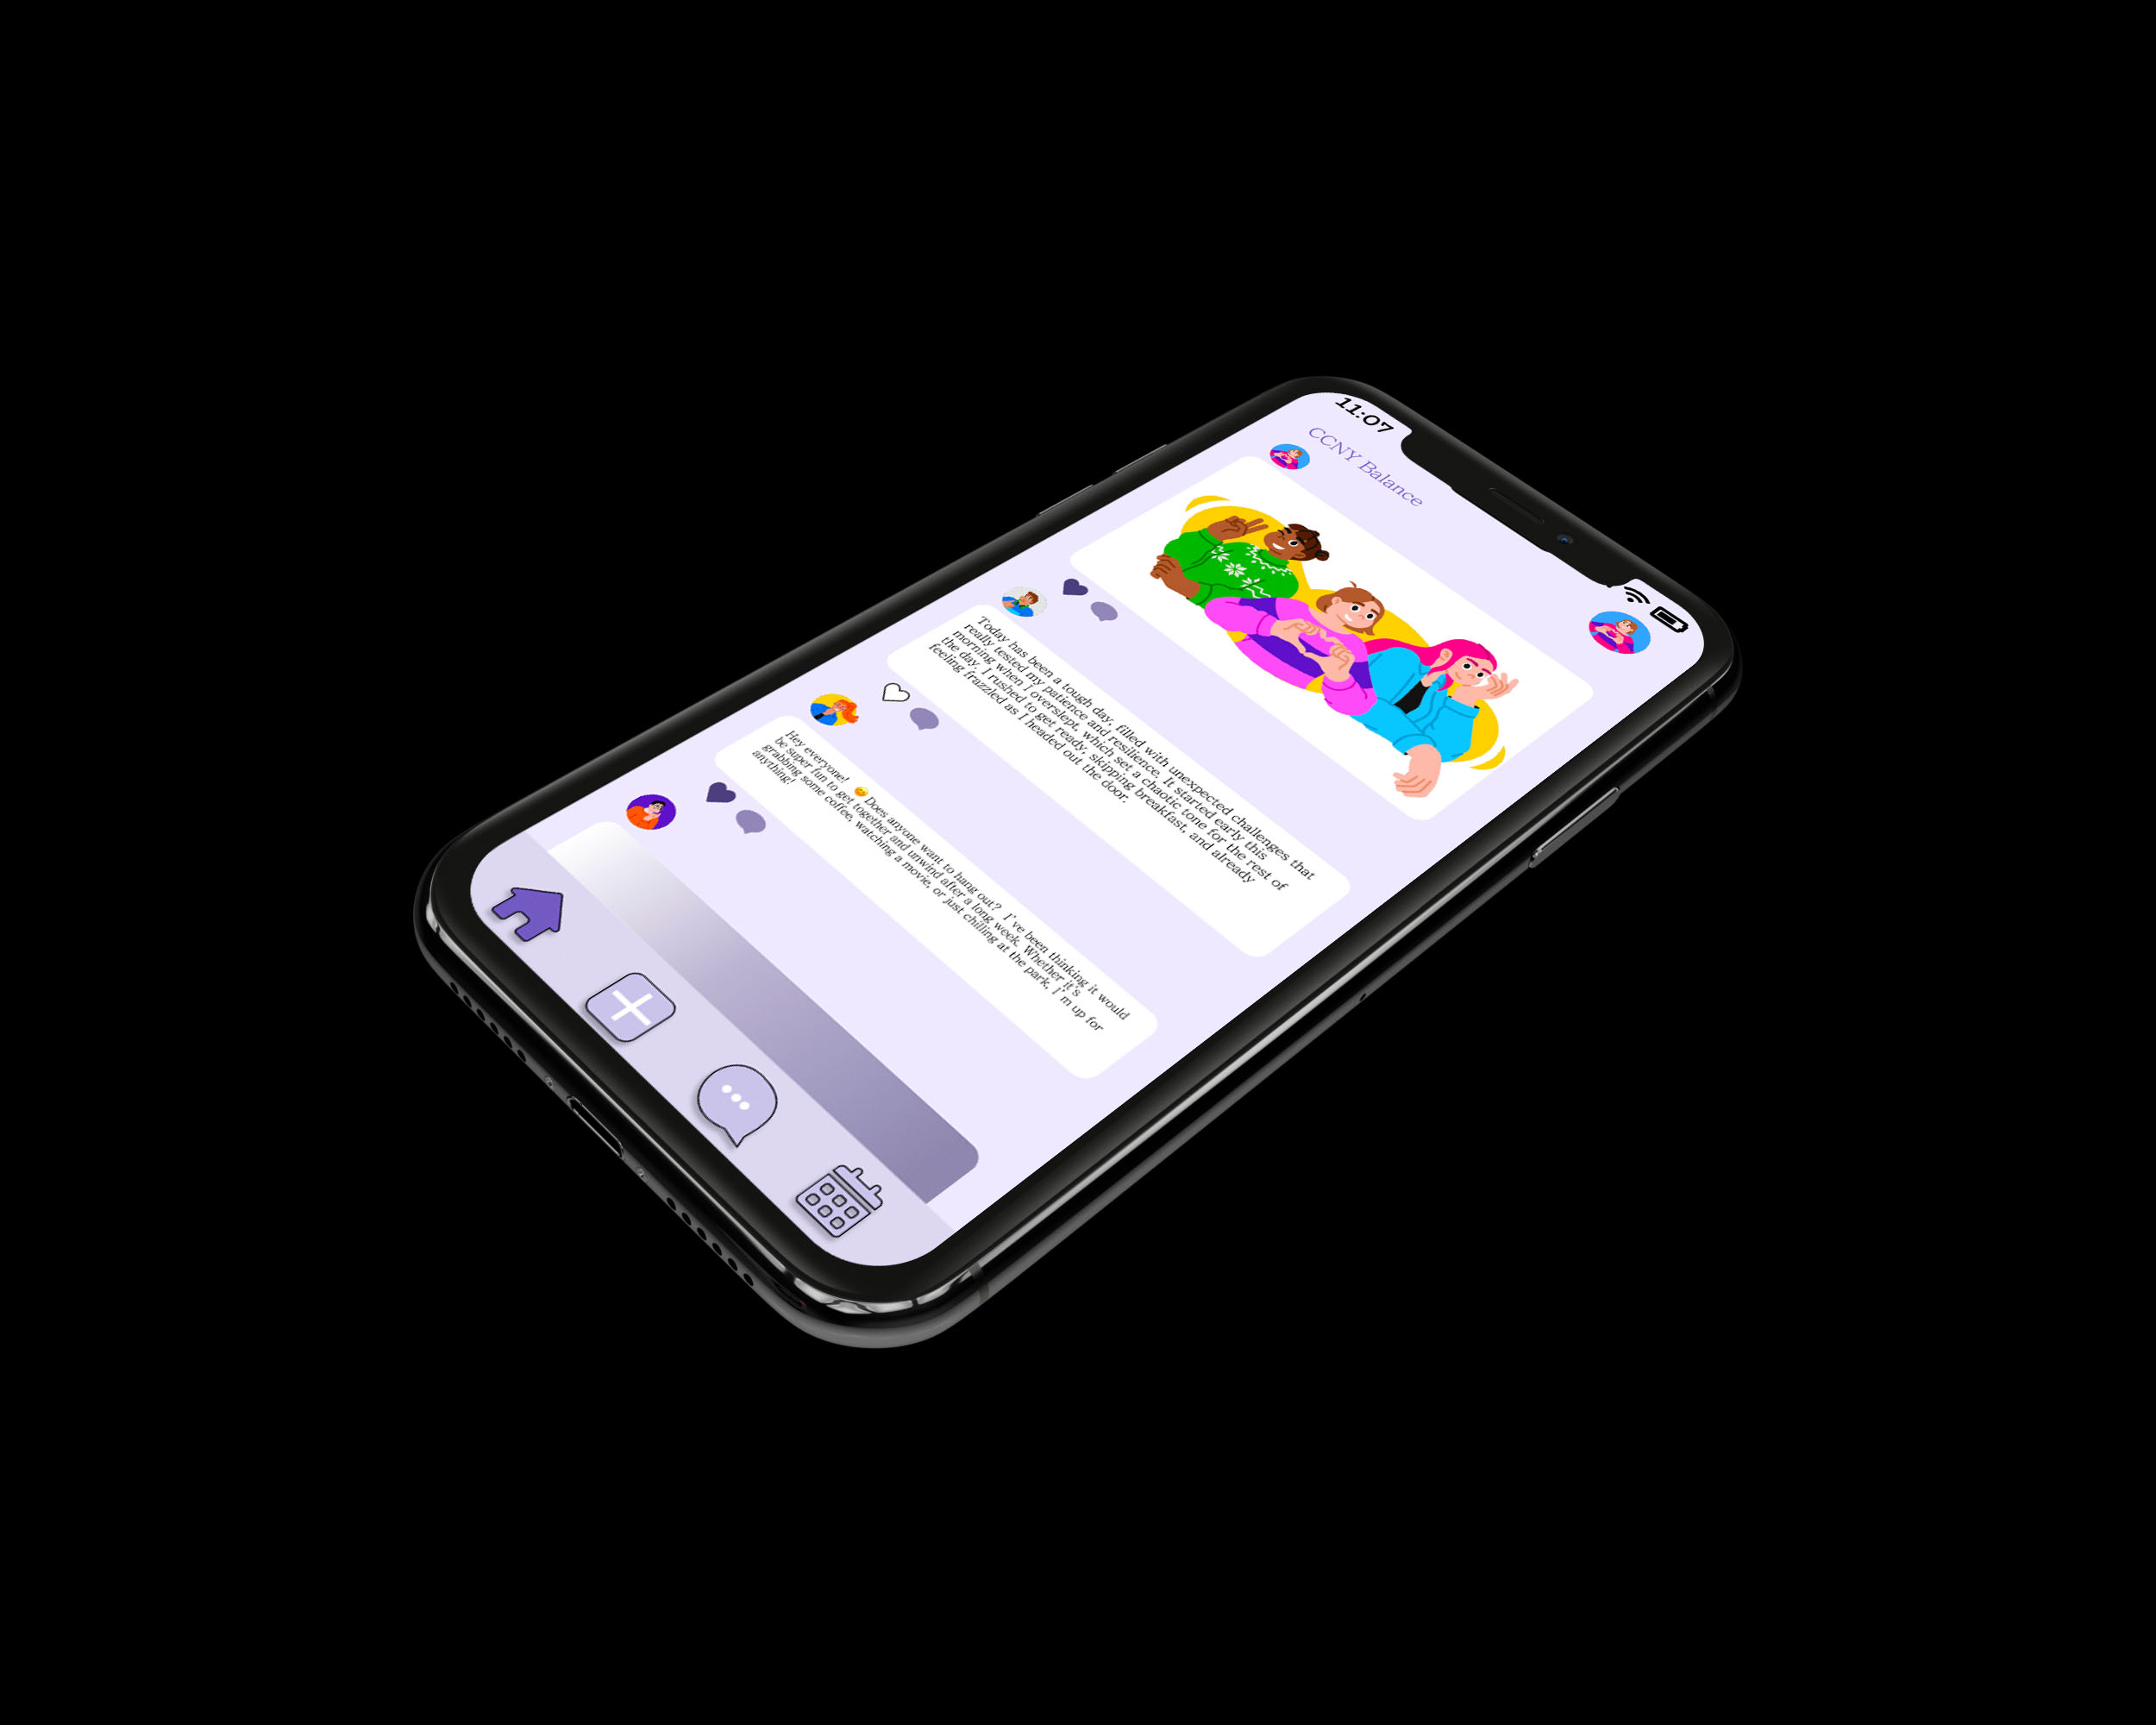 11:07
CCNY Balance
Today has been a tough day, filled with unexpected challenges that
really tested my patience and resilience. It started early this
morning when I overslept, which set a chaotic tone for the rest of
the day. I rushed to get ready, skipping breakfast, and already
feeling frazzled as I headed out the door.
Hey everyone! 😊 Does anyone want to hang out? I've been thinking it would
be super fun to get together and unwind after a long week. Whether it's
grabbing some coffee, watching a movie, or just chilling at the park, I'm up for
anything!